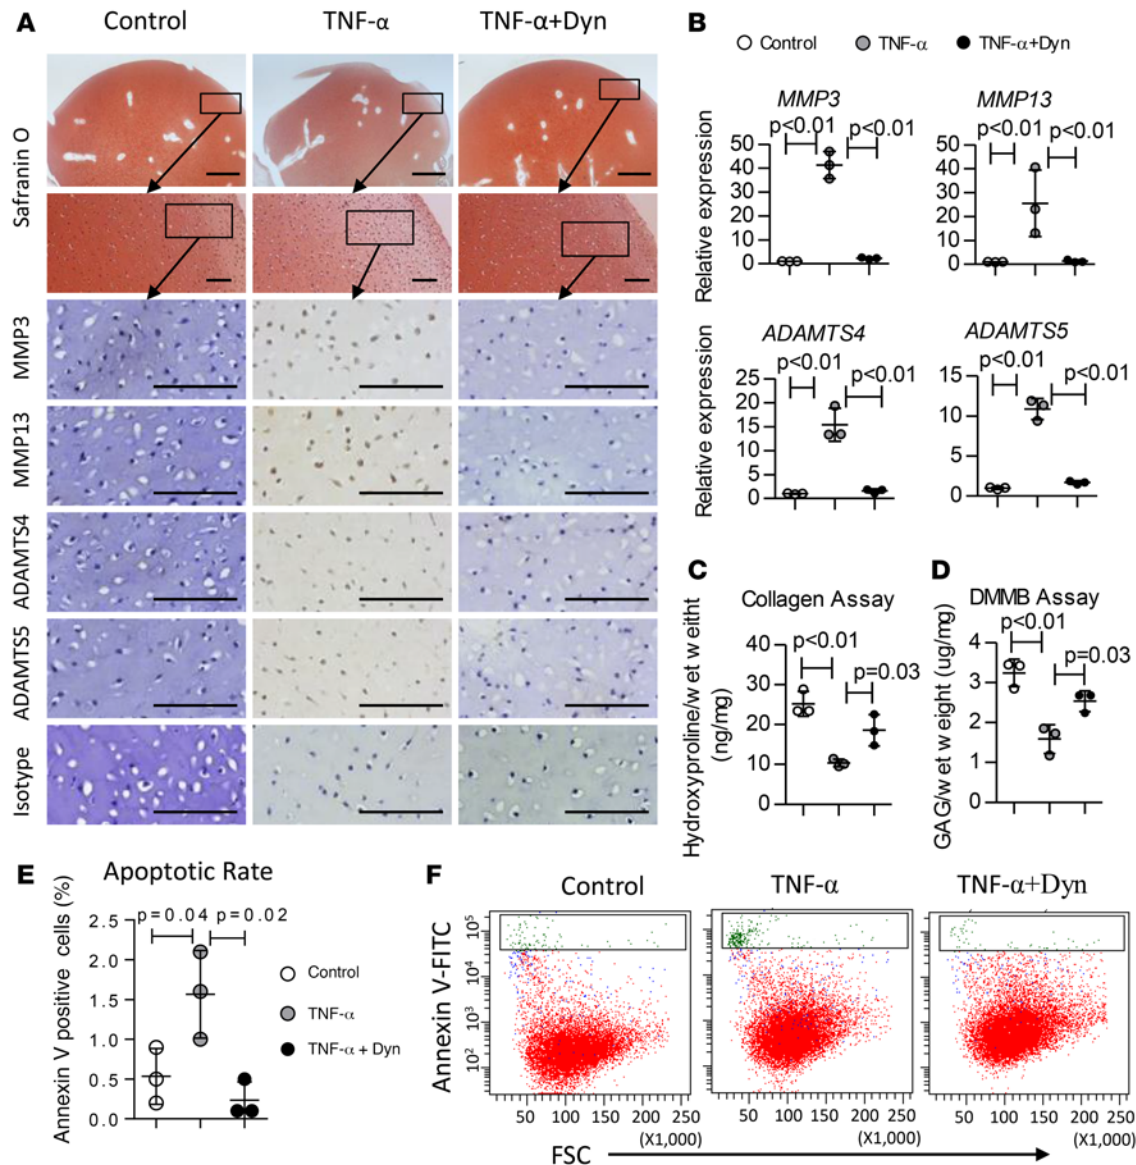 A
Control
TNF-α
TNF-α+Dyn
Safranin O
MMP3
MMP13
ADAMTS4
ADAMTS5
Isotype
B
Control
TNF-α
TNF-α+Dyn
MMP3
p<0.01
p<0.01
Relative expression
50
40
30
20
10
0
MMP13
p<0.01
p<0.01
50
40
30
20
10
0
ADAMTS4
p<0.01
p<0.01
Relative expression
25
20
15
10
5
0
ADAMTS5
p<0.01
p<0.01
15
10
5
0
C
Collagen Assay
Hydroxyproline/w et w eitht
(ng/mg)
p<0.01
p=0.03
40
30
20
10
0
D
DMMB Assay
GAG/w et w eight (ug/mg)
p<0.01
p=0.03
4
3
2
1
0
E
Apoptotic Rate
Annexin V positive cells (%)
p=0.04
p=0.02
2.5
2.0
1.5
1.0
0.5
0.0
Control
TNF-α
TNF-α + Dyn
F
Control
TNF-α
TNF-α+Dyn
Annexin V-FITC
10⁵
10⁴
10³
10²
50 100 150 200 250
(X1,000)
50 100 150 200 250
(X1,000)
50 100 150 200 250
(X1,000)
FSC